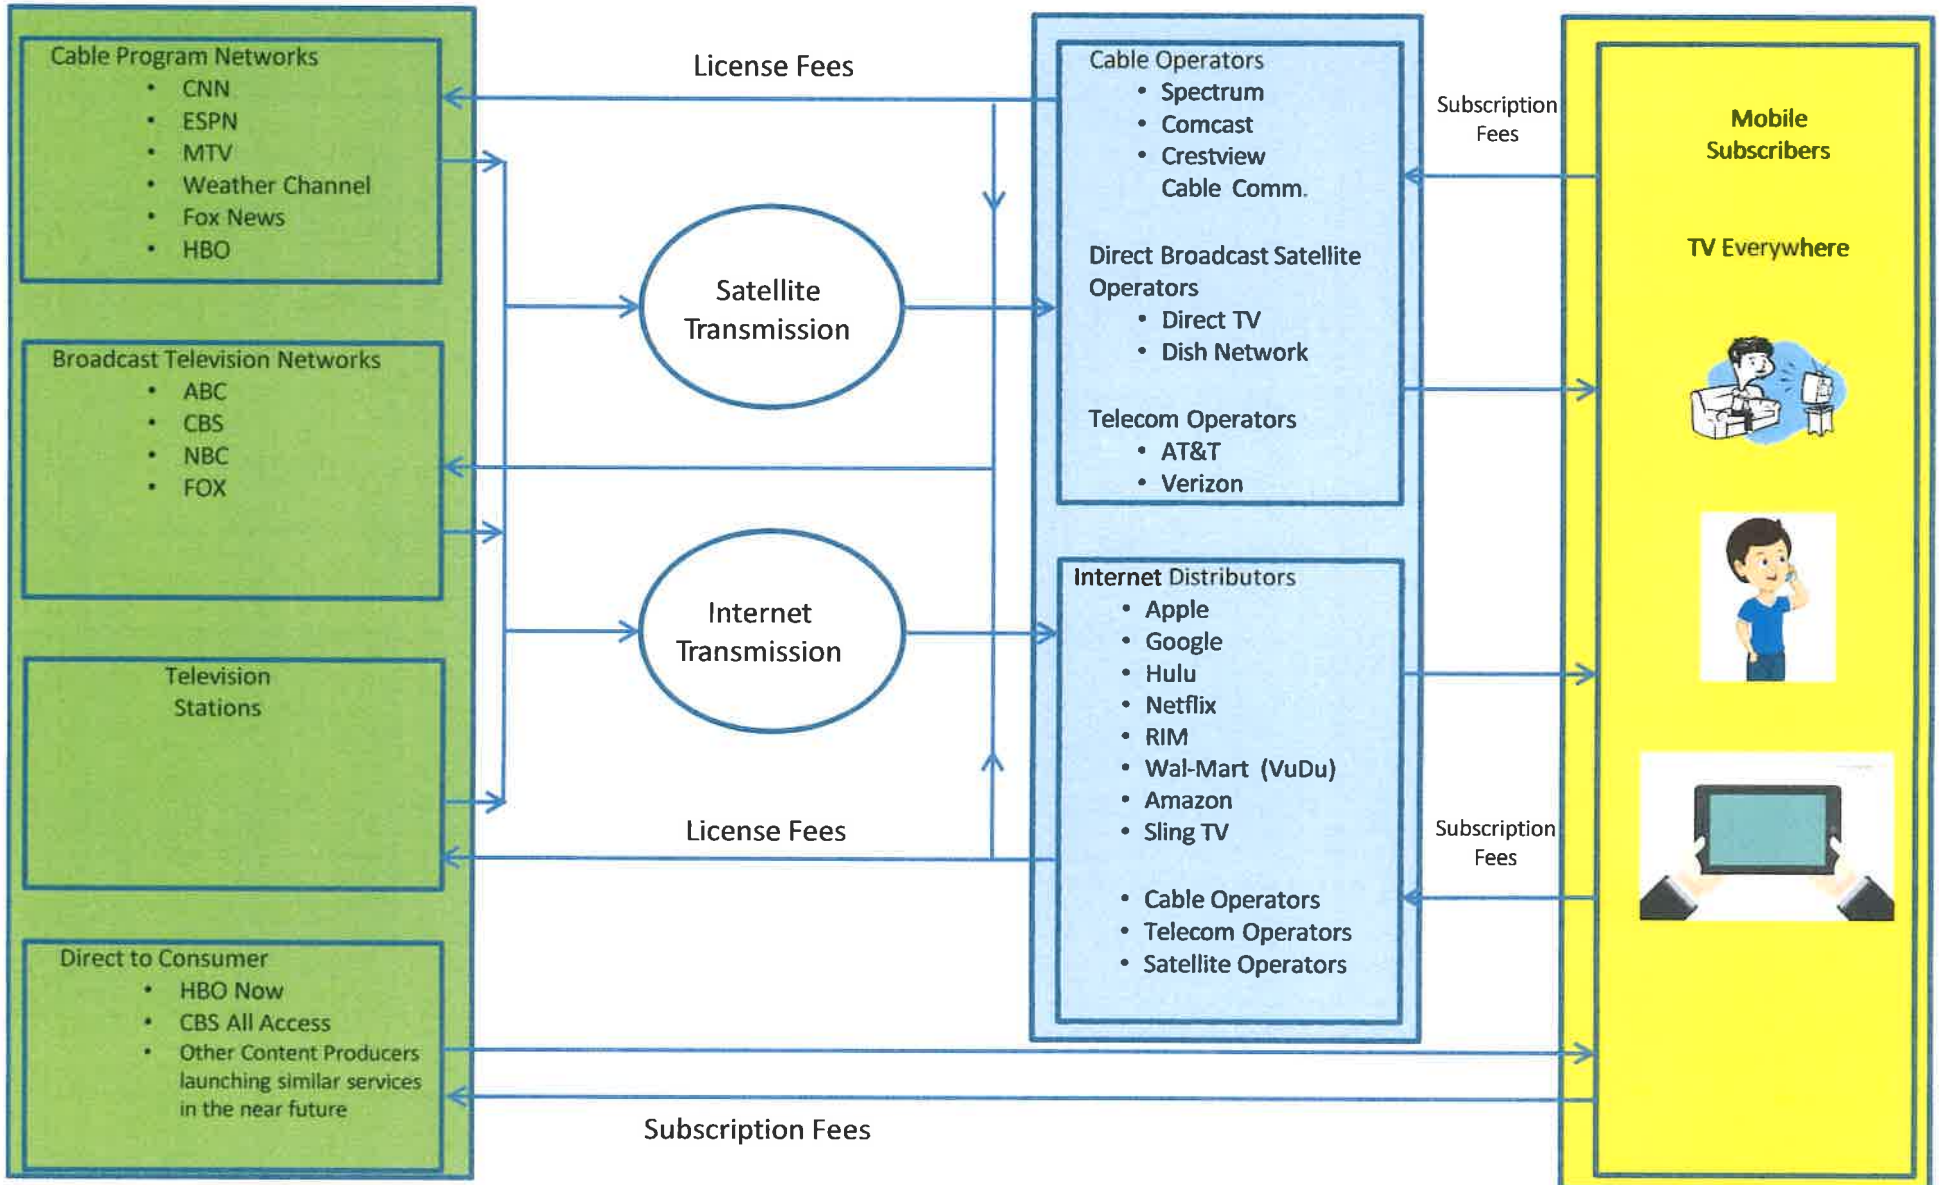 Cable Program Networks
• CNN
• ESPN
• MTV
• Weather Channel
• Fox News
• HBO
Broadcast Television Networks
• ABC
• CBS
• NBC
• FOX
Television
Stations
Direct to Consumer
• HBO Now
• CBS All Access
• Other Content Producers
launching similar services
in the near future
License Fees
Satellite
Transmission
Internet
Transmission
License Fees
Subscription Fees
Cable Operators
• Spectrum
• Comcast
• Crestview
Cable Comm.
Direct Broadcast Satellite
Operators
• Direct TV
• Dish Network
Telecom Operators
• AT&T
• Verizon
Internet Distributors
• Apple
• Google
• Hulu
• Netflix
• RIM
• Wal-Mart (VuDu)
• Amazon
• Sling TV
• Cable Operators
• Telecom Operators
• Satellite Operators
Subscription
Fees
Subscription
Fees
Mobile
Subscribers
TV Everywhere